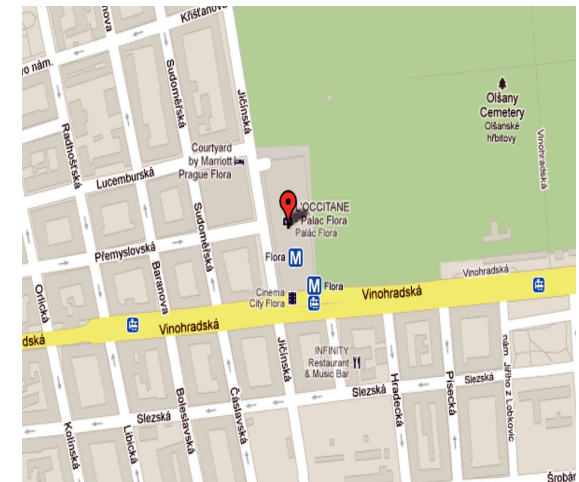 Křišťanova
nova
vo nám.
Sudoměřská
Jičínská
Radhošťská
Olšany
Cemetery
Olšanské
hřbitovy
Vinohradská
Courtyard
by Marriott
Prague Flora
Lucemburská
L'OCCITANE
Palac Flora
Palác Flora
Sudoměřská
Přemyslovská
Baranova
Orlická
Flora
M
M
Flora
Cinema
City Flora
Vinohradská
Vinohradská
Vinohradská
dská
Jičínská
INFINITY
Restaurant
& Music Bar
Slezská
Slezská
Kolínská
Libická
Boleslavská
Čáslavská
Hradecká
Písecká
nám. Jiřího z Lobkovic
Šrobár